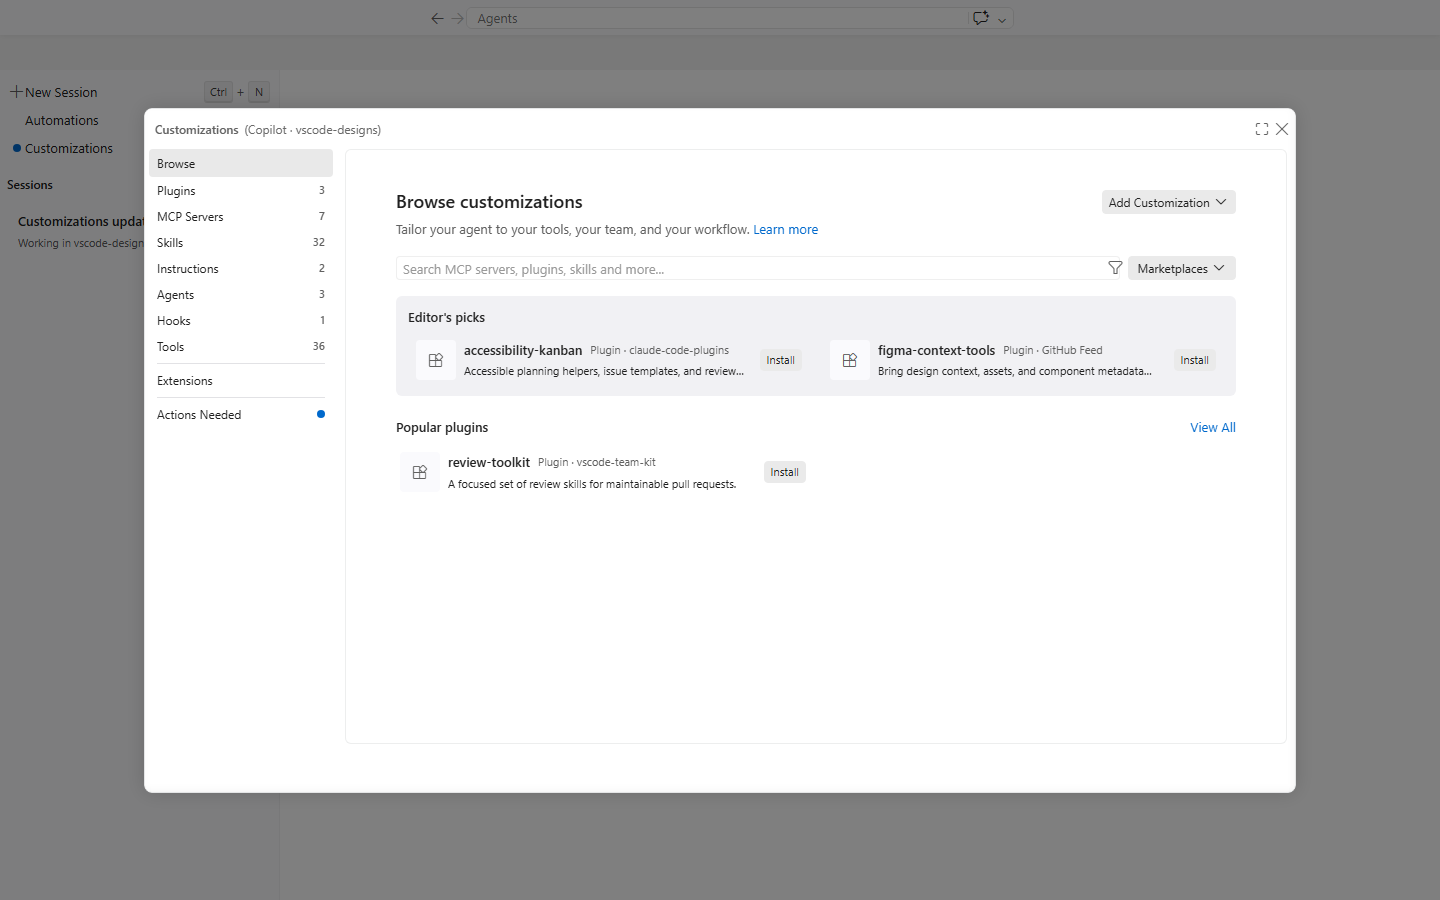 Agents
New Session Ctrl + N
Automations
Customizations
Sessions
Customizations updat
Working in vscode-design
Customizations (Copilot · vscode-designs)
Browse
Plugins 3
MCP Servers 7
Skills 32
Instructions 2
Agents 3
Hooks 1
Tools 36
Extensions
Actions Needed
Browse customizations
Add Customization
Tailor your agent to your tools, your team, and your workflow. Learn more
Search MCP servers, plugins, skills and more...
Marketplaces
Editor's picks
accessibility-kanban Plugin · claude-code-plugins
Accessible planning helpers, issue templates, and review...
Install
figma-context-tools Plugin · GitHub Feed
Bring design context, assets, and component metadata...
Install
Popular plugins View All
review-toolkit Plugin · vscode-team-kit
A focused set of review skills for maintainable pull requests.
Install